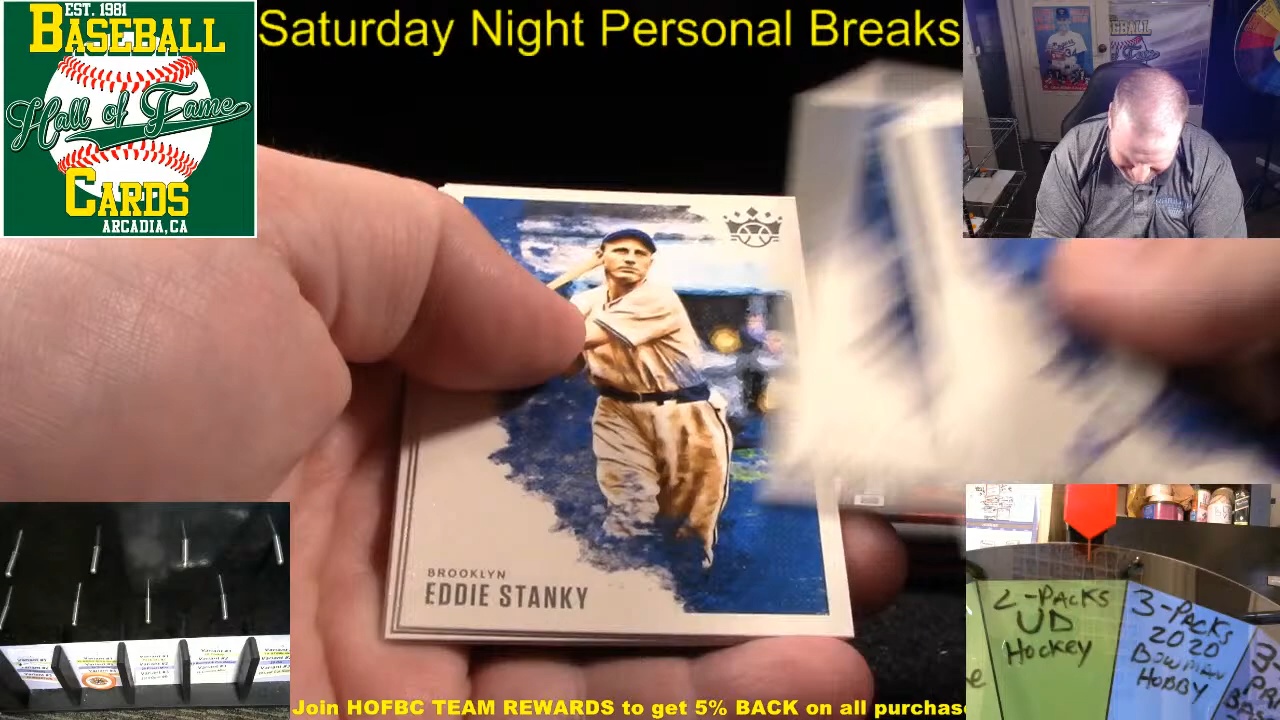 EST. 1981
BASEBALL
Hall of Fame
CARDS
ARCADIA, CA
Saturday Night Personal Breaks
BROOKLYN
EDDIE STANKY
2-PACKS
UD
HOCKEY
3-PACKS
2020
BOWMAN
HOBBY
Join HOFBC TEAM REWARDS to get 5% BACK on all purchase